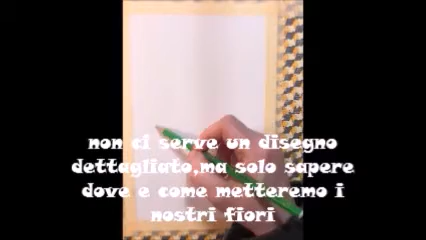 non ci serve un disegno
dettagliato,ma solo sapere
dove e come metteremo i
nostri fiori